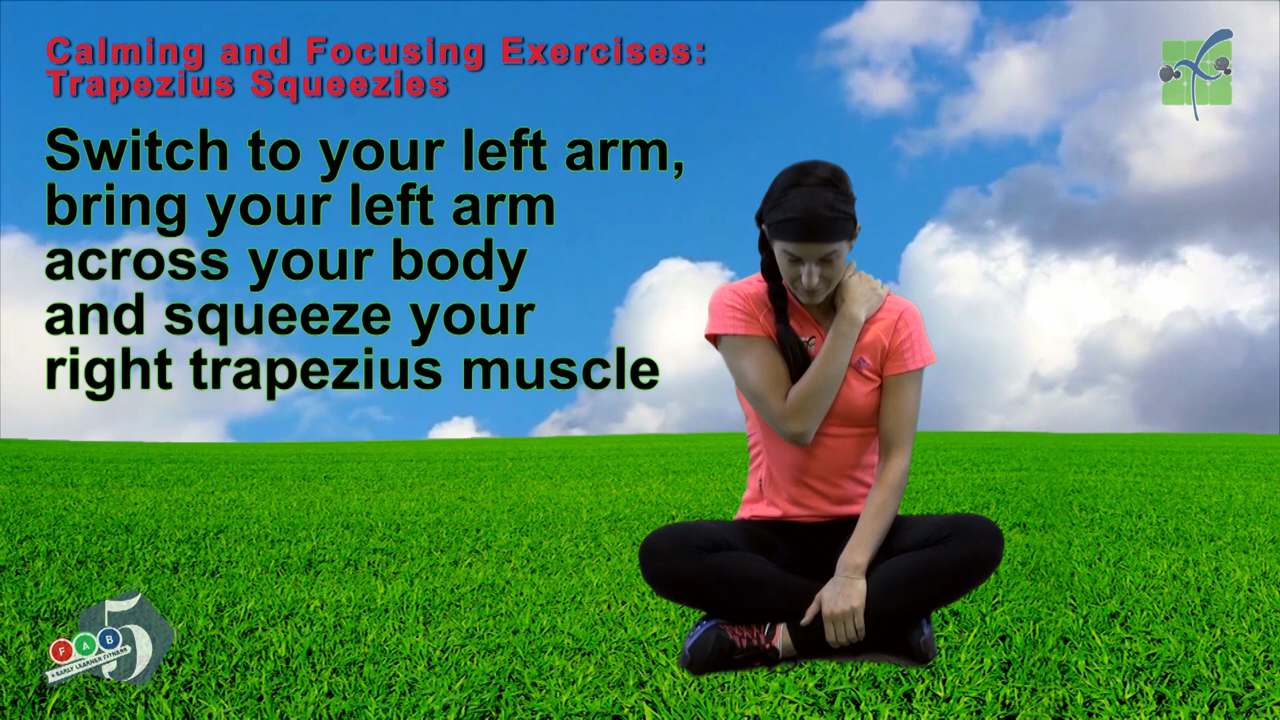 Calming and Focusing Exercises:
Trapezius Squeezies
Switch to your left arm,
bring your left arm
across your body
and squeeze your
right trapezius muscle
FAB 5
EARLY LEARNER FITNESS